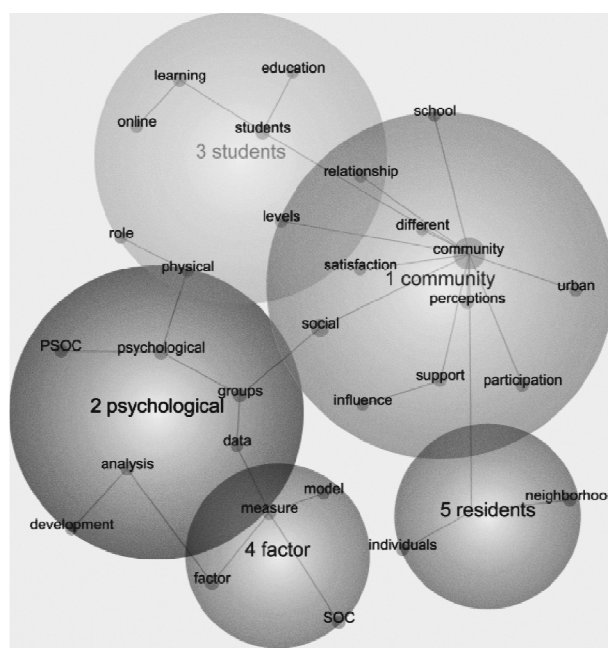 learning
education
online
students
3 students
school
relationship
levels
different
role
community
physical
satisfaction
1 community
urban
perceptions
social
PSOC
psychological
support
participation
groups
influence
2 psychological
data
analysis
model
neighborhoo
measure
5 residents
development
4 factor
individuals
factor
SOC